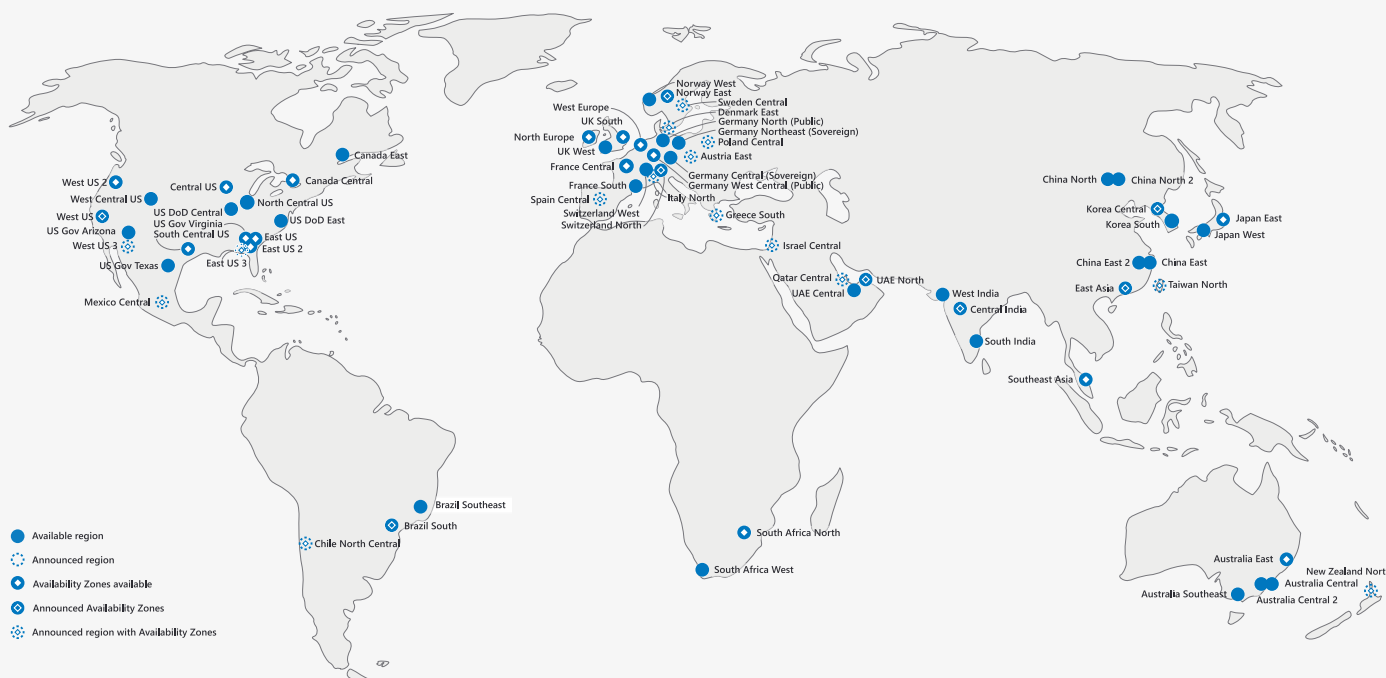 Norway West
Norway East
Sweden Central
West Europe
Denmark East
UK South
Germany North (Public)
North Europe
Germany Northeast (Sovereign)
Poland Central
UK West
Austria East
Canada East
France Central
Germany Central (Sovereign)
West US 2
Central US
Canada Central
France South
Germany West Central (Public)
China North
China North 2
West Central US
North Central US
Spain Central
Italy North
US DoD Central
Korea Central
West US
US DoD East
Switzerland West
Greece South
Japan East
US Gov Virginia
Switzerland North
Korea South
US Gov Arizona
South Central US
East US
Japan West
West US 3
East US 2
Israel Central
East US 3
US Gov Texas
China East 2
China East
Qatar Central
UAE North
UAE Central
Taiwan North
East Asia
West India
Mexico Central
Central India
South India
Southeast Asia
Brazil Southeast
Brazil South
South Africa North
Chile North Central
South Africa West
Australia East
New Zealand Nort
Australia Central
Australia Southeast
Australia Central 2
Available region
Announced region
Availability Zones available
Announced Availability Zones
Announced region with Availability Zones